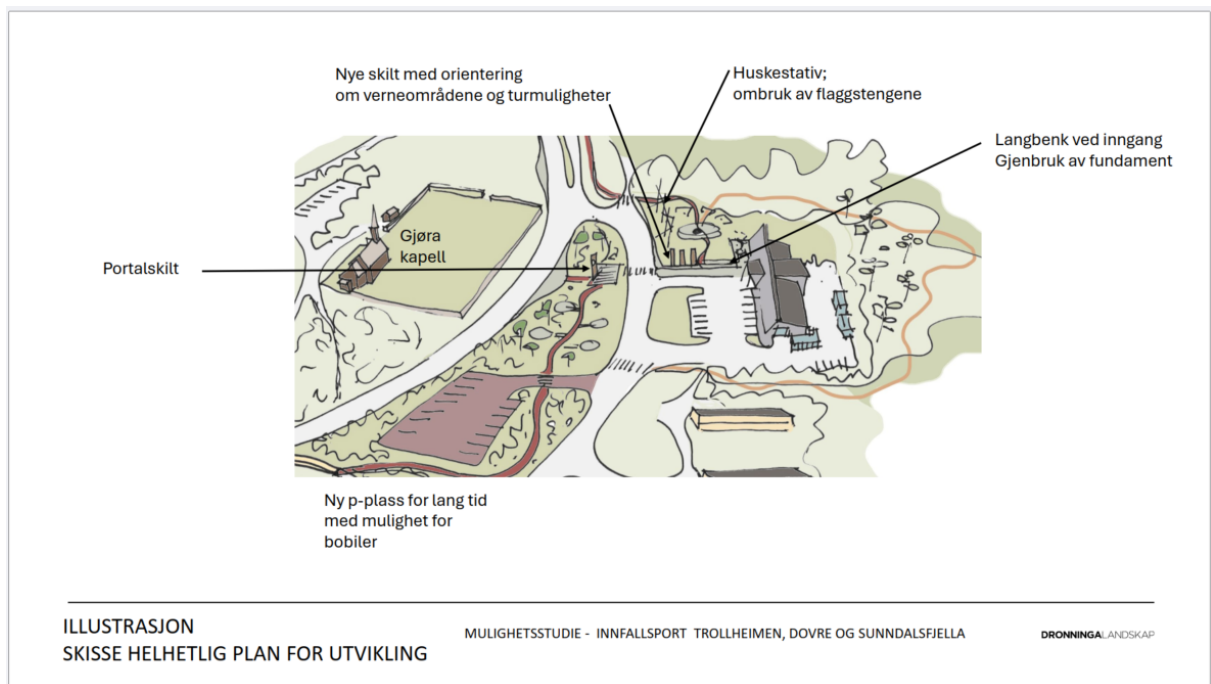 Nye skilt med orientering
om verneområdene og turmuligheter
Huskestativ;
ombruk av flaggstengene
Langbenk ved inngang
Gjenbruk av fundament
Gjøra
kapell
Portalskilt
Ny p-plass for lang tid
med mulighet for
bobiler
ILLUSTRASJON
SKISSE HELHETLIG PLAN FOR UTVIKLING
MULIGHETSSTUDIE - INNFALLSPORT TROLLHEIMEN, DOVRE OG SUNNDALSFJELLA
DRONNINGALANDSKAP